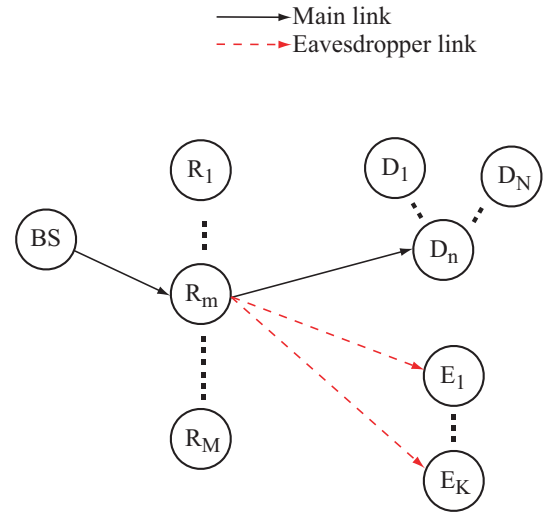 Main link
Eavesdropper link
R1
D1
DN
BS
Dn
Rm
E1
RM
EK